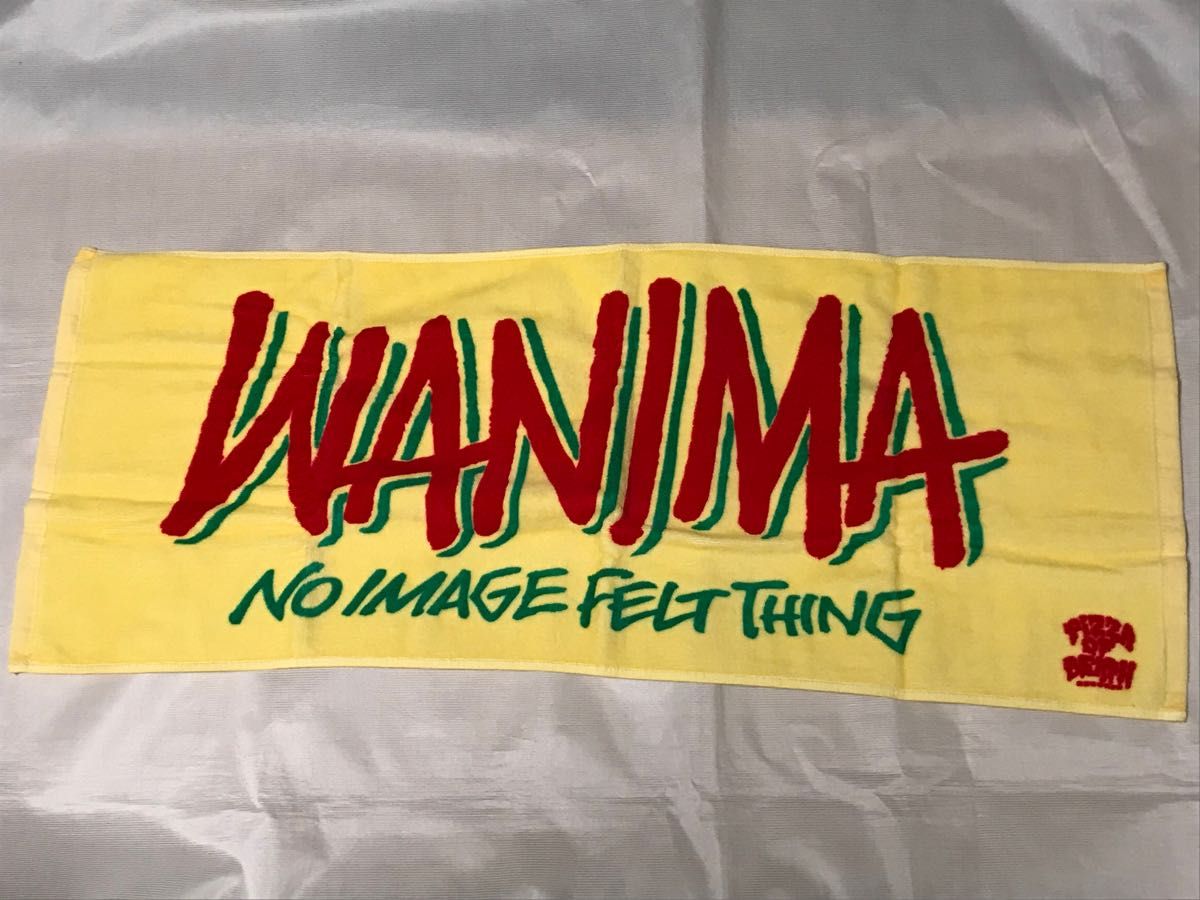 WANIMA
NO IMAGE FELT THING
PIZZA
OF
DEATH